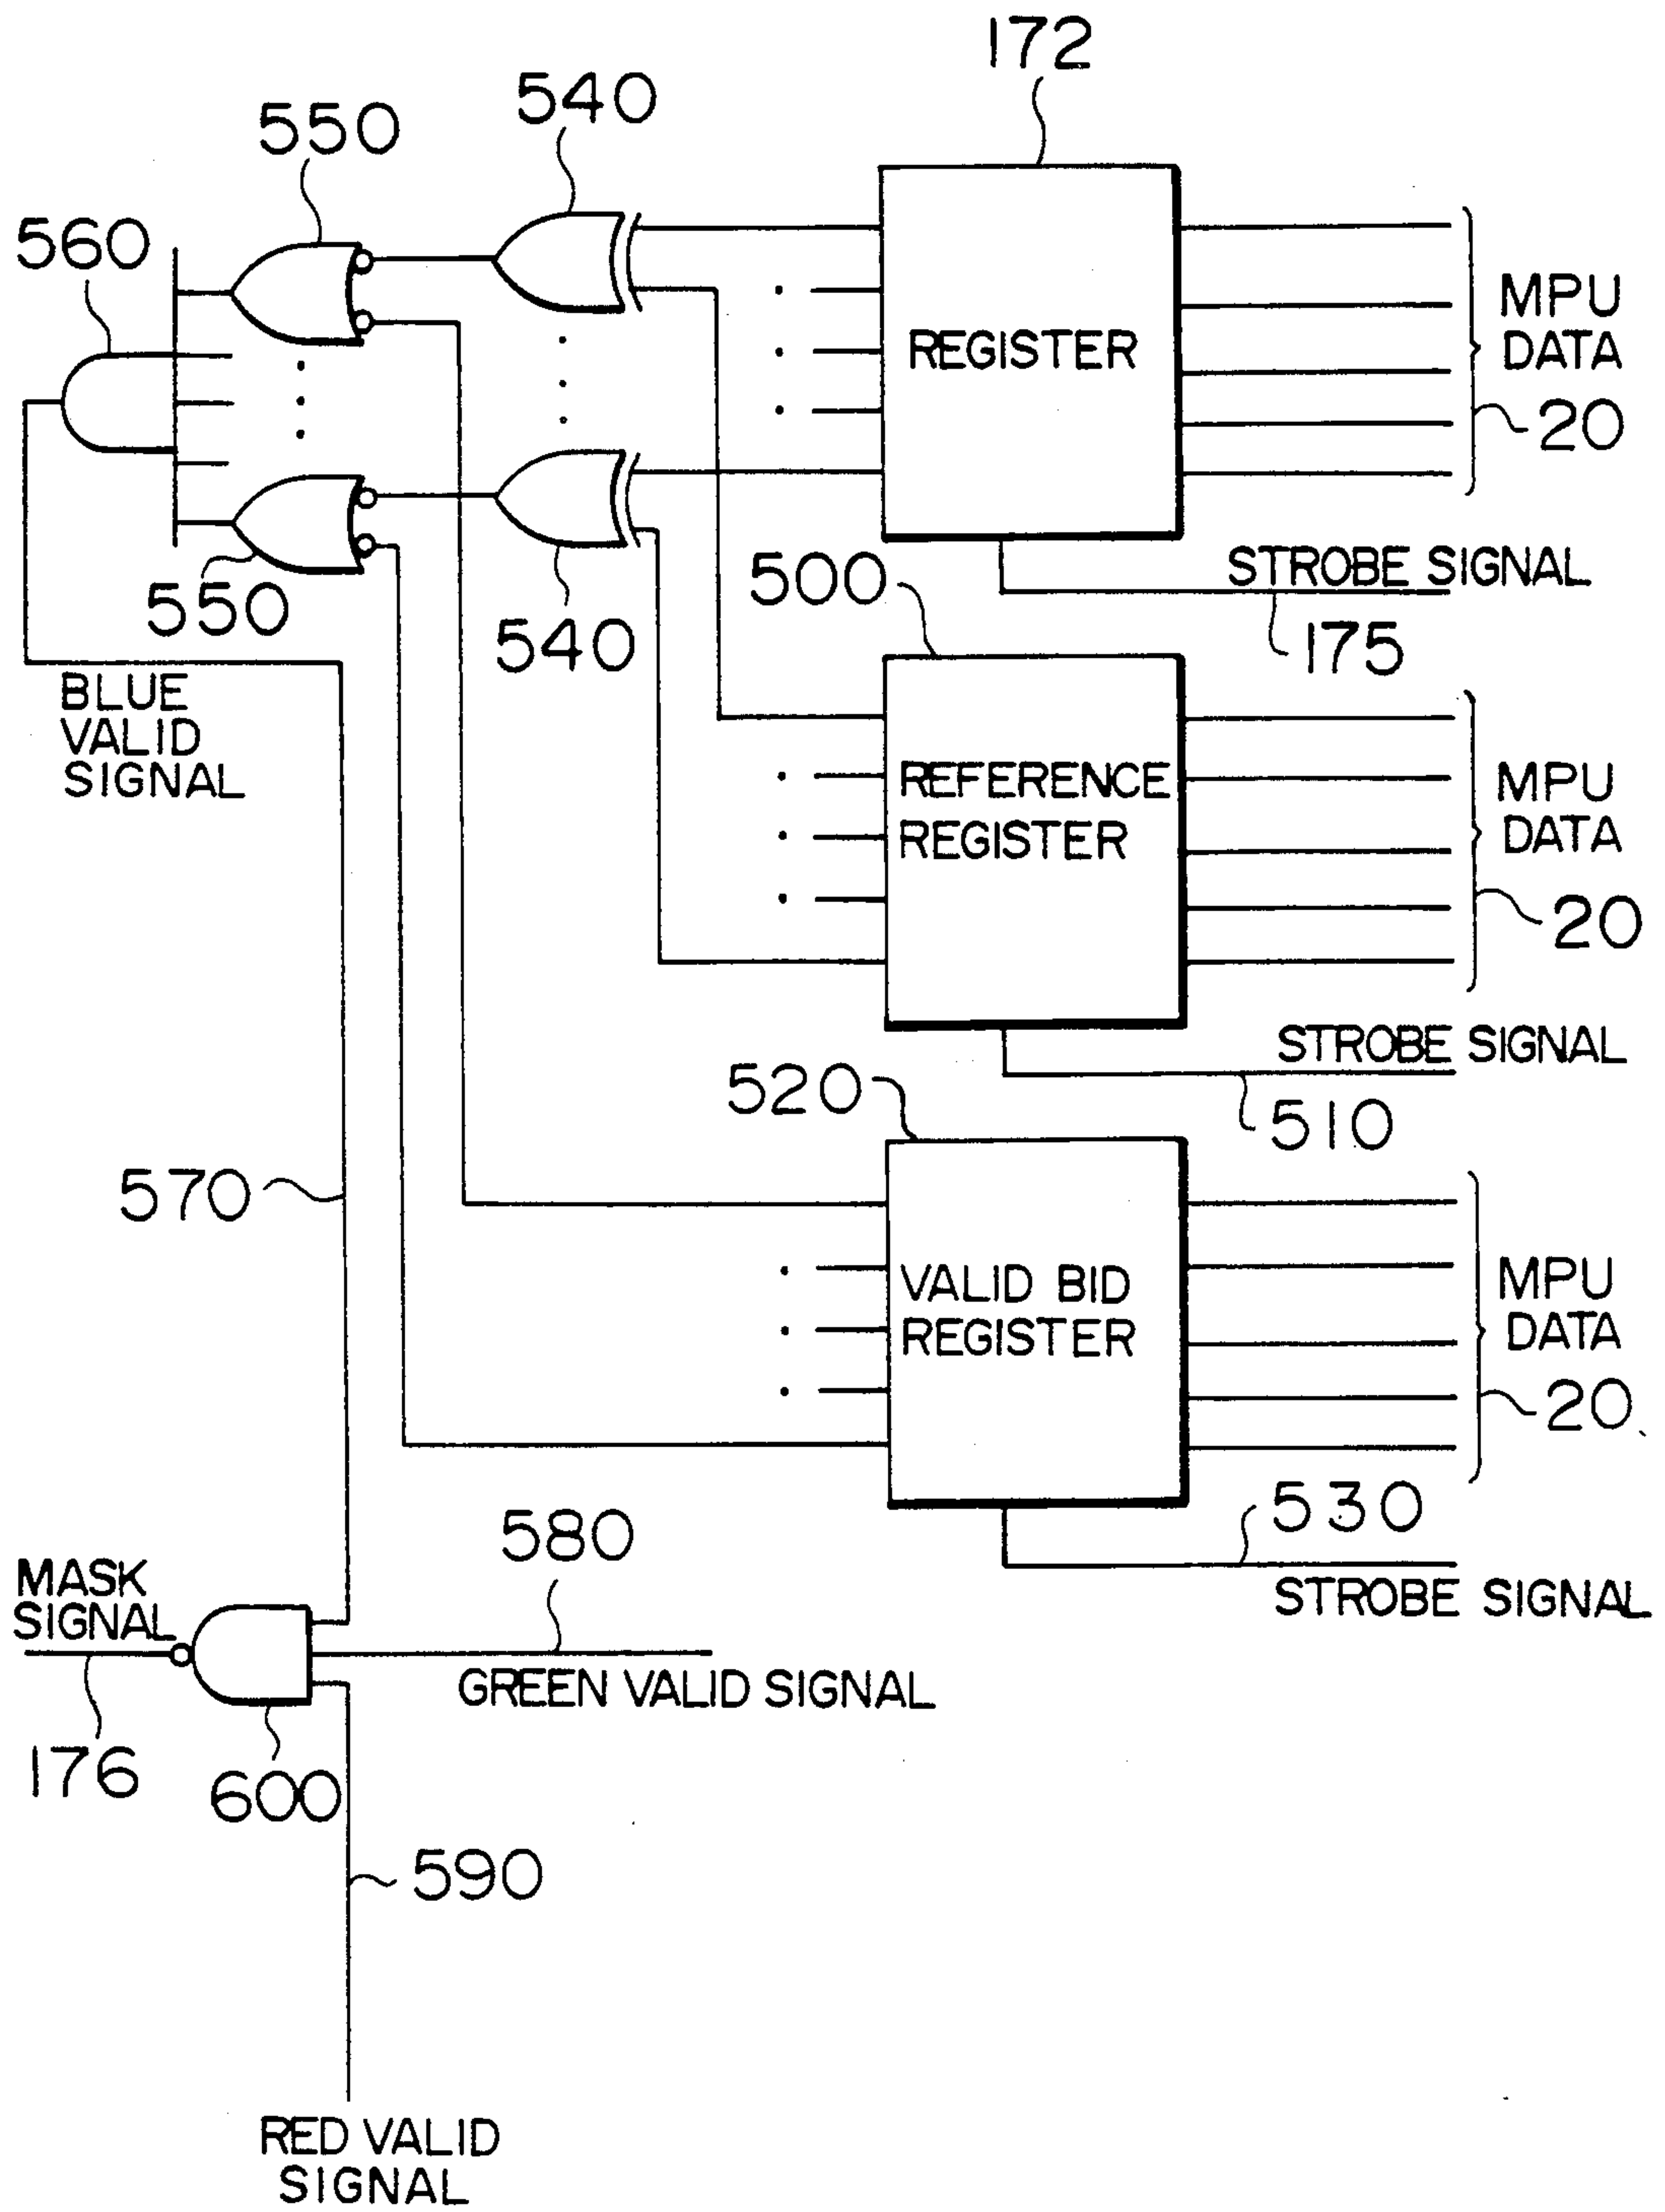 172
540
550
560
REGISTER
MPU
DATA
20
STROBE SIGNAL
175
550
540
500
BLUE
VALID
SIGNAL
REFERENCE
REGISTER
MPU
DATA
20
STROBE SIGNAL
510
520
570
VALID BID
REGISTER
MPU
DATA
20
530
STROBE SIGNAL
580
MASK
SIGNAL
GREEN VALID SIGNAL
176
600
590
RED VALID
SIGNAL